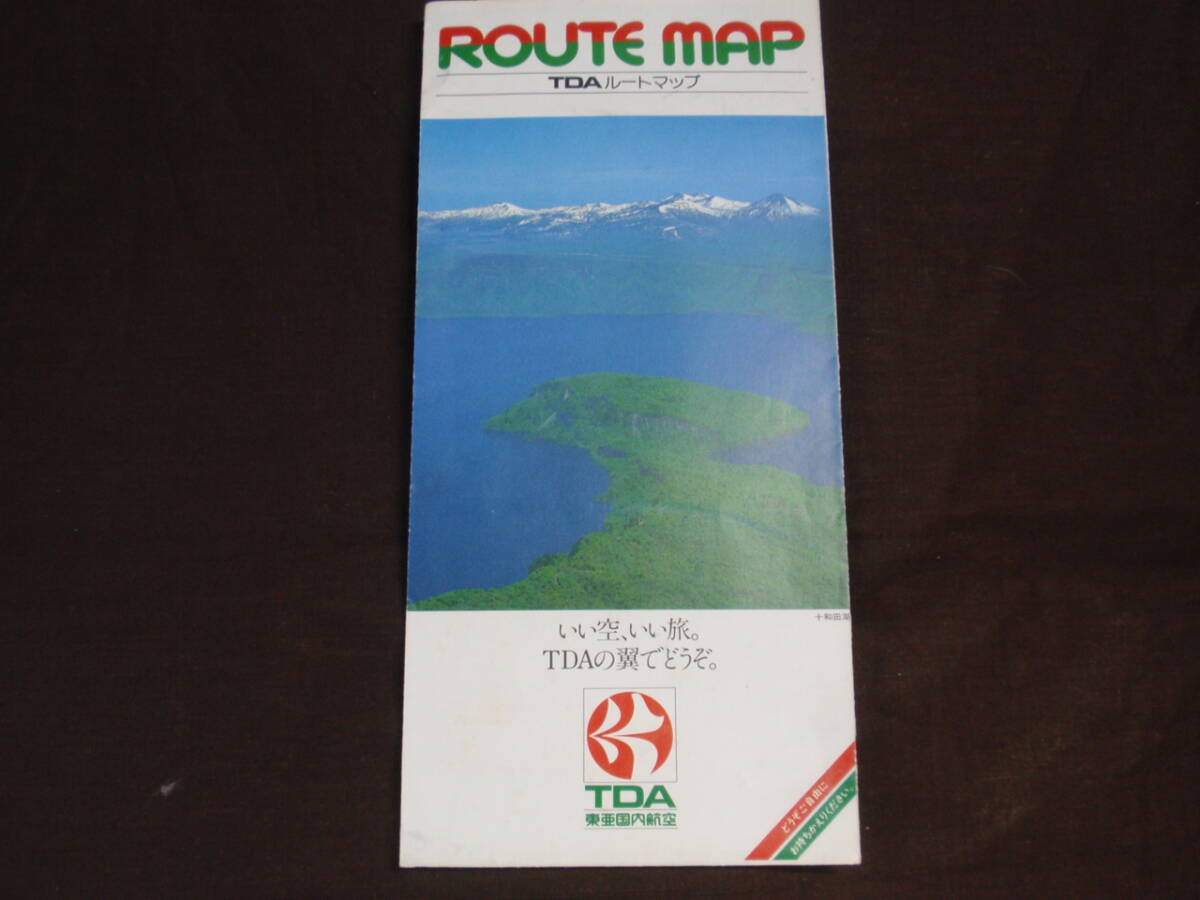 ROUTE MAP
TDAルートマップ
十和田湖
いい空、いい旅。
TDAの翼でどうぞ。
TDA
東亜国内航空
どうぞご自由に
お持ちかえりください。